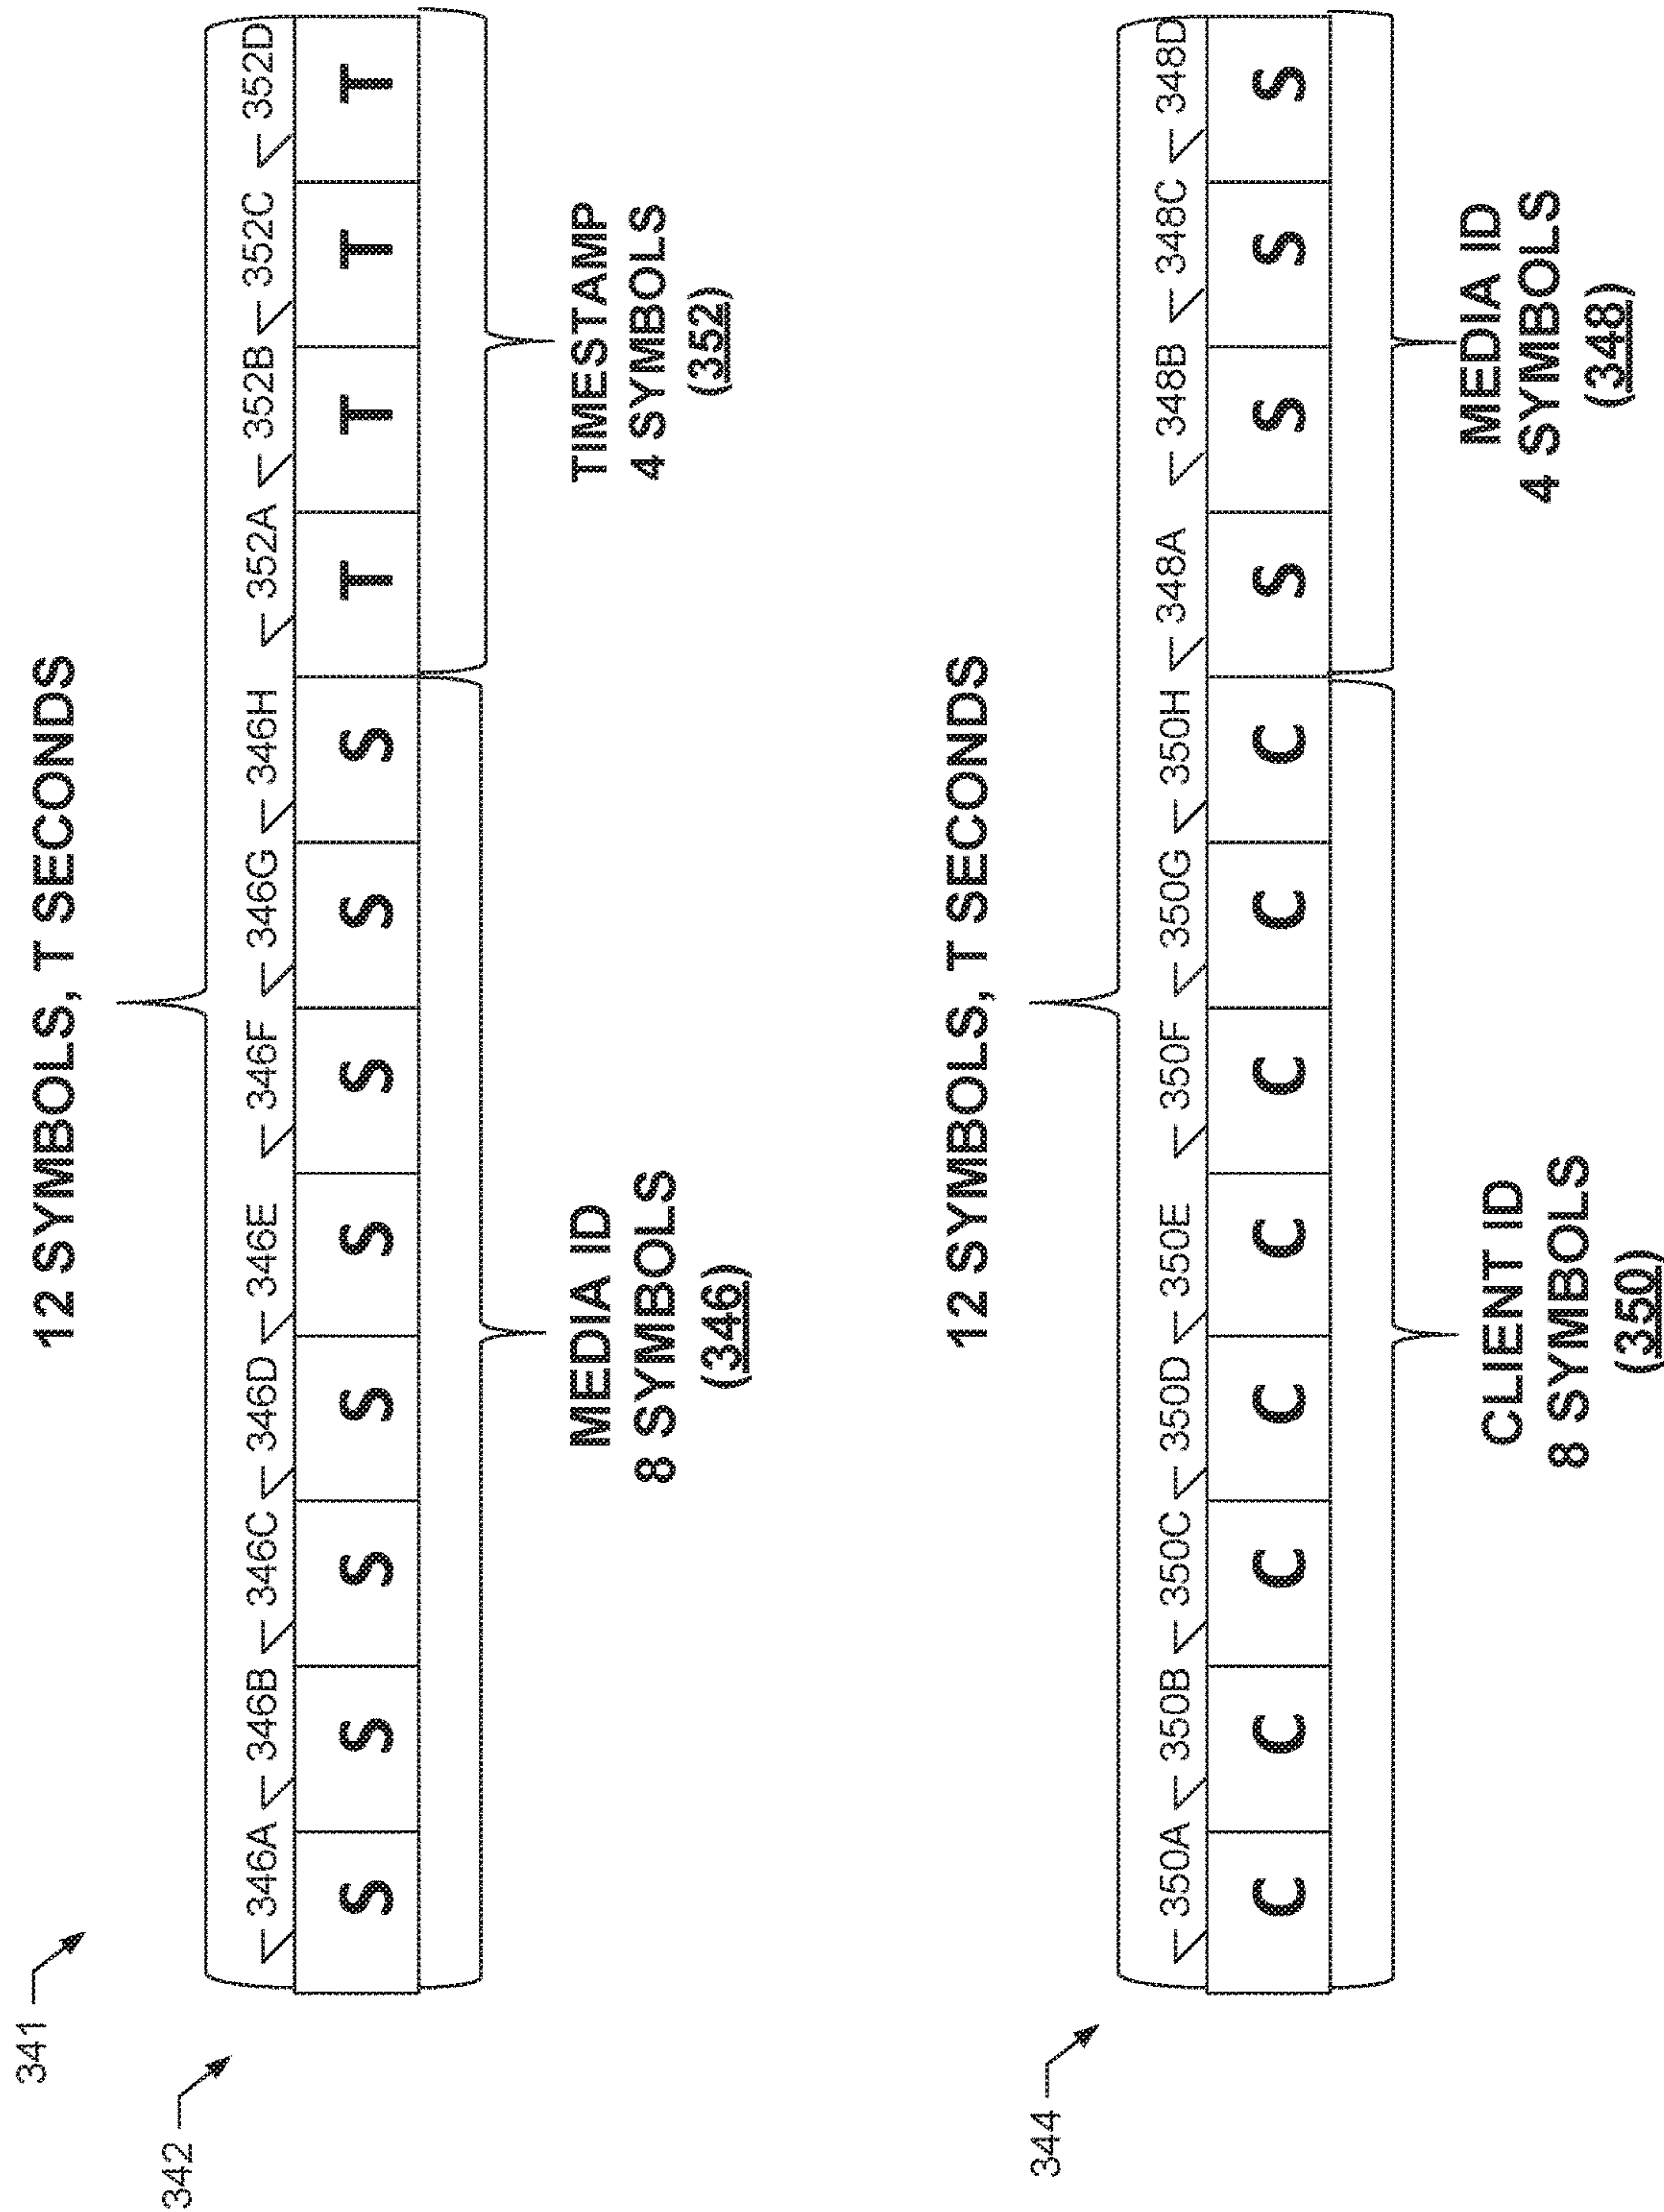 341
342
12 SYMBOLS, T SECONDS
346A 346B 346C 346D 346E 346F 346G 346H 352A 352B 352C 352D
S S S S S S S S T T T T
MEDIA ID
8 SYMBOLS
(346)
TIMESTAMP
4 SYMBOLS
(352)
344
12 SYMBOLS, T SECONDS
350A 350B 350C 350D 350E 350F 350G 350H 348A 348B 348C 348D
C C C C C C C C S S S S
CLIENT ID
8 SYMBOLS
(350)
MEDIA ID
4 SYMBOLS
(348)